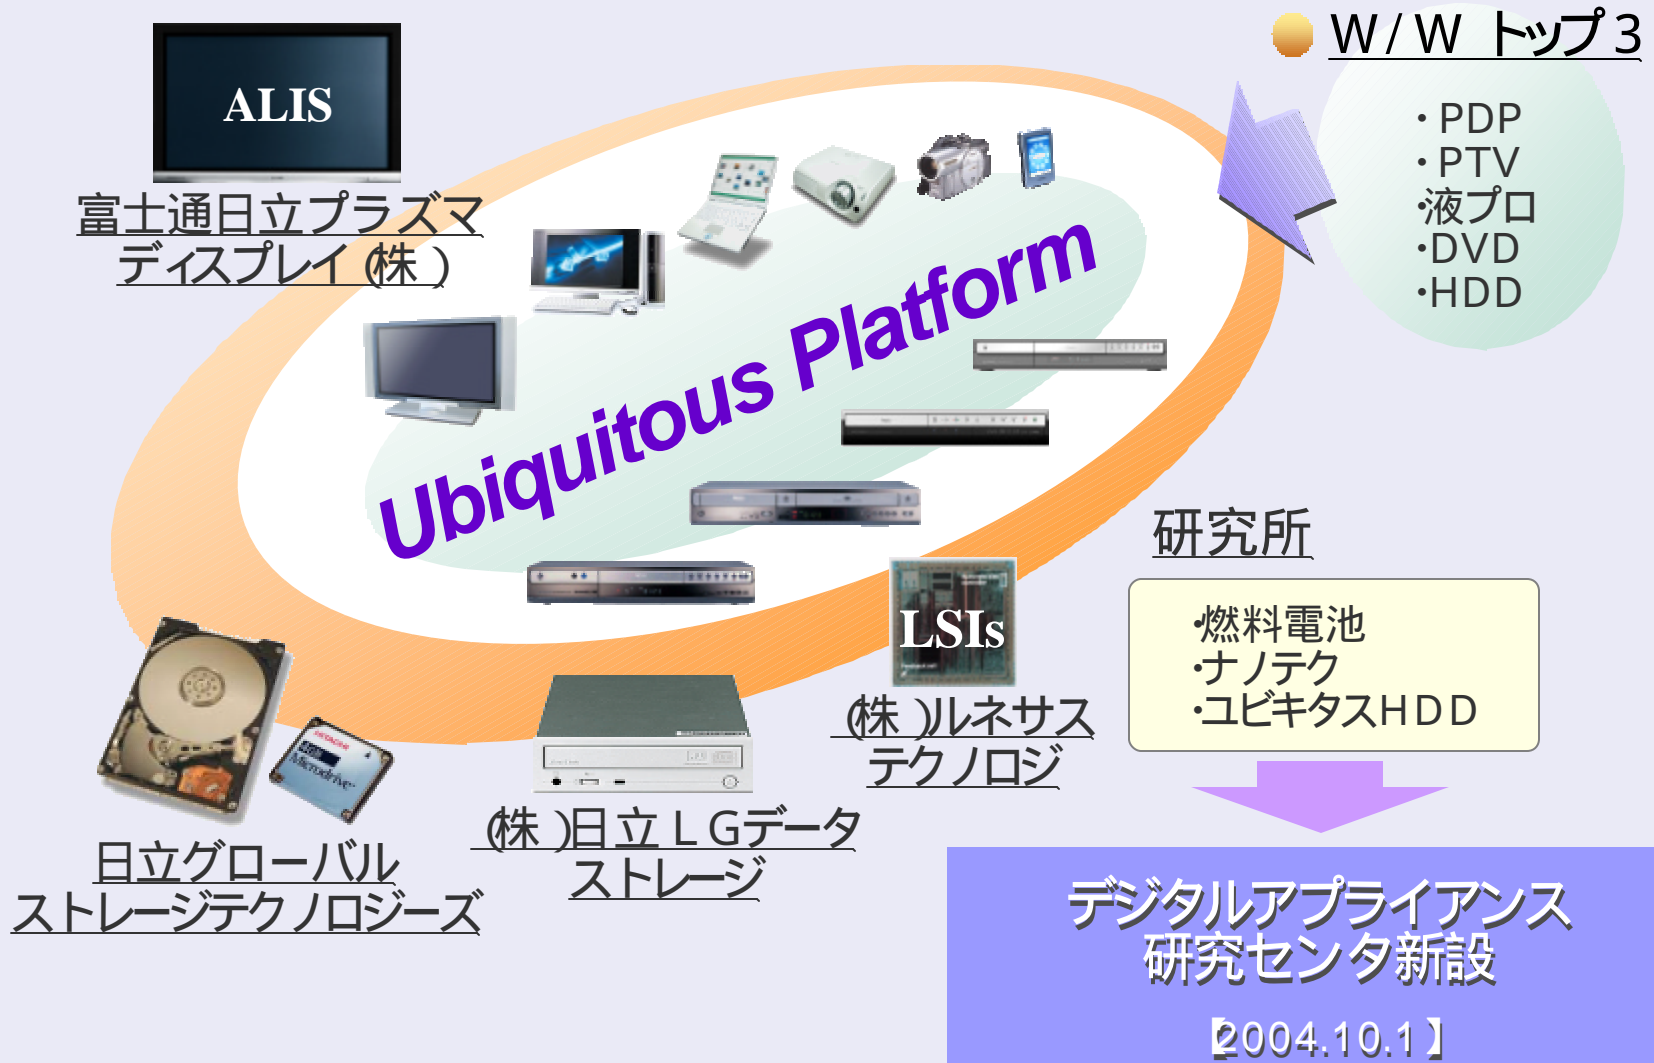 W/W トップ3
・PDP
・PTV
・液プロ
・DVD
・HDD
ALIS
富士通日立プラズマ
ディスプレイ(株)
Ubiquitous Platform
研究所
・燃料電池
・ナノテク
・ユビキタスHDD
LSIs
(株)ルネサス
テクノロジ
HITACHI
4GB
Microdrive
(株)日立LGデータ
ストレージ
日立グローバル
ストレージテクノロジーズ
デジタルアプライアンス
研究センタ新設
【2004.10.1】